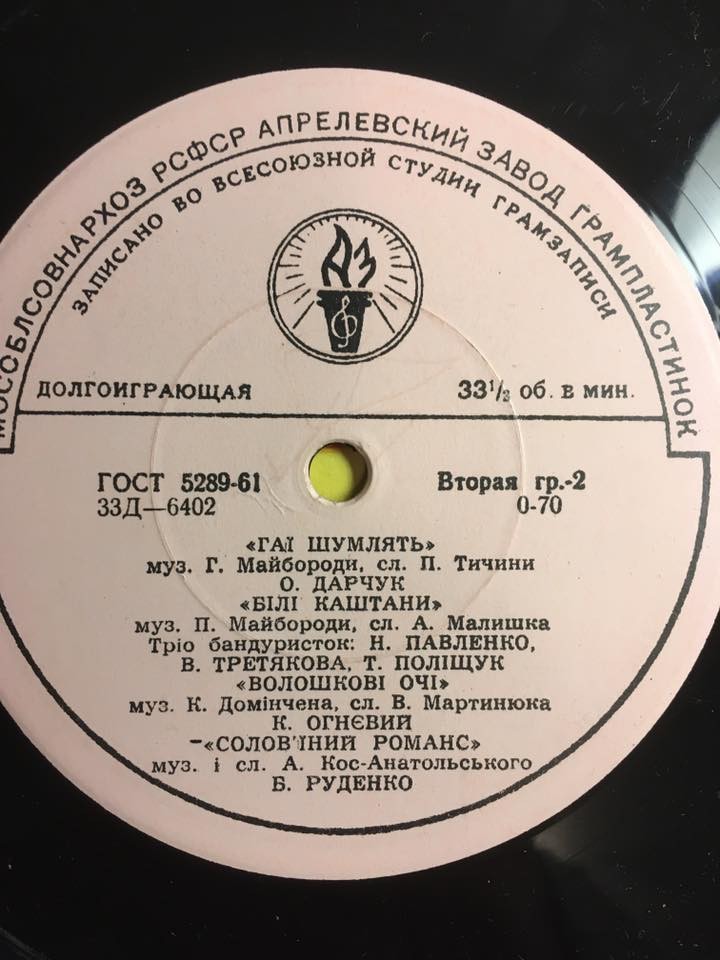 МОСОБЛСОВНАРХОЗ РСФСР АПРЕЛЕВСКИЙ ЗАВОД ГРАМПЛАСТИНОК
ЗАПИСАНО ВО ВСЕСОЮЗНОЙ СТУДИИ ГРАМЗАПИСИ
АЗ
ДОЛГОИГРАЮЩАЯ 33⅓ об. в мин.
ГОСТ 5289-61 Вторая гр.-2
33Д—6402 0-70
«ГАЇ ШУМЛЯТЬ»
муз. Г. Майбороди, сл. П. Тичини
О. ДАРЧУК
«БІЛІ КАШТАНИ»
муз. П. Майбороди, сл. А. Малишка
Тріо бандуристок: Н. ПАВЛЕНКО,
В. ТРЕТЯКОВА, Т. ПОЛІЩУК
«ВОЛОШКОВІ ОЧІ»
муз. К. Домінчена, сл. В. Мартинюка
К. ОГНЄВИЙ
-«СОЛОВ'ЇНИЙ РОМАНС»
муз. і сл. А. Кос-Анатольського
Б. РУДЕНКО